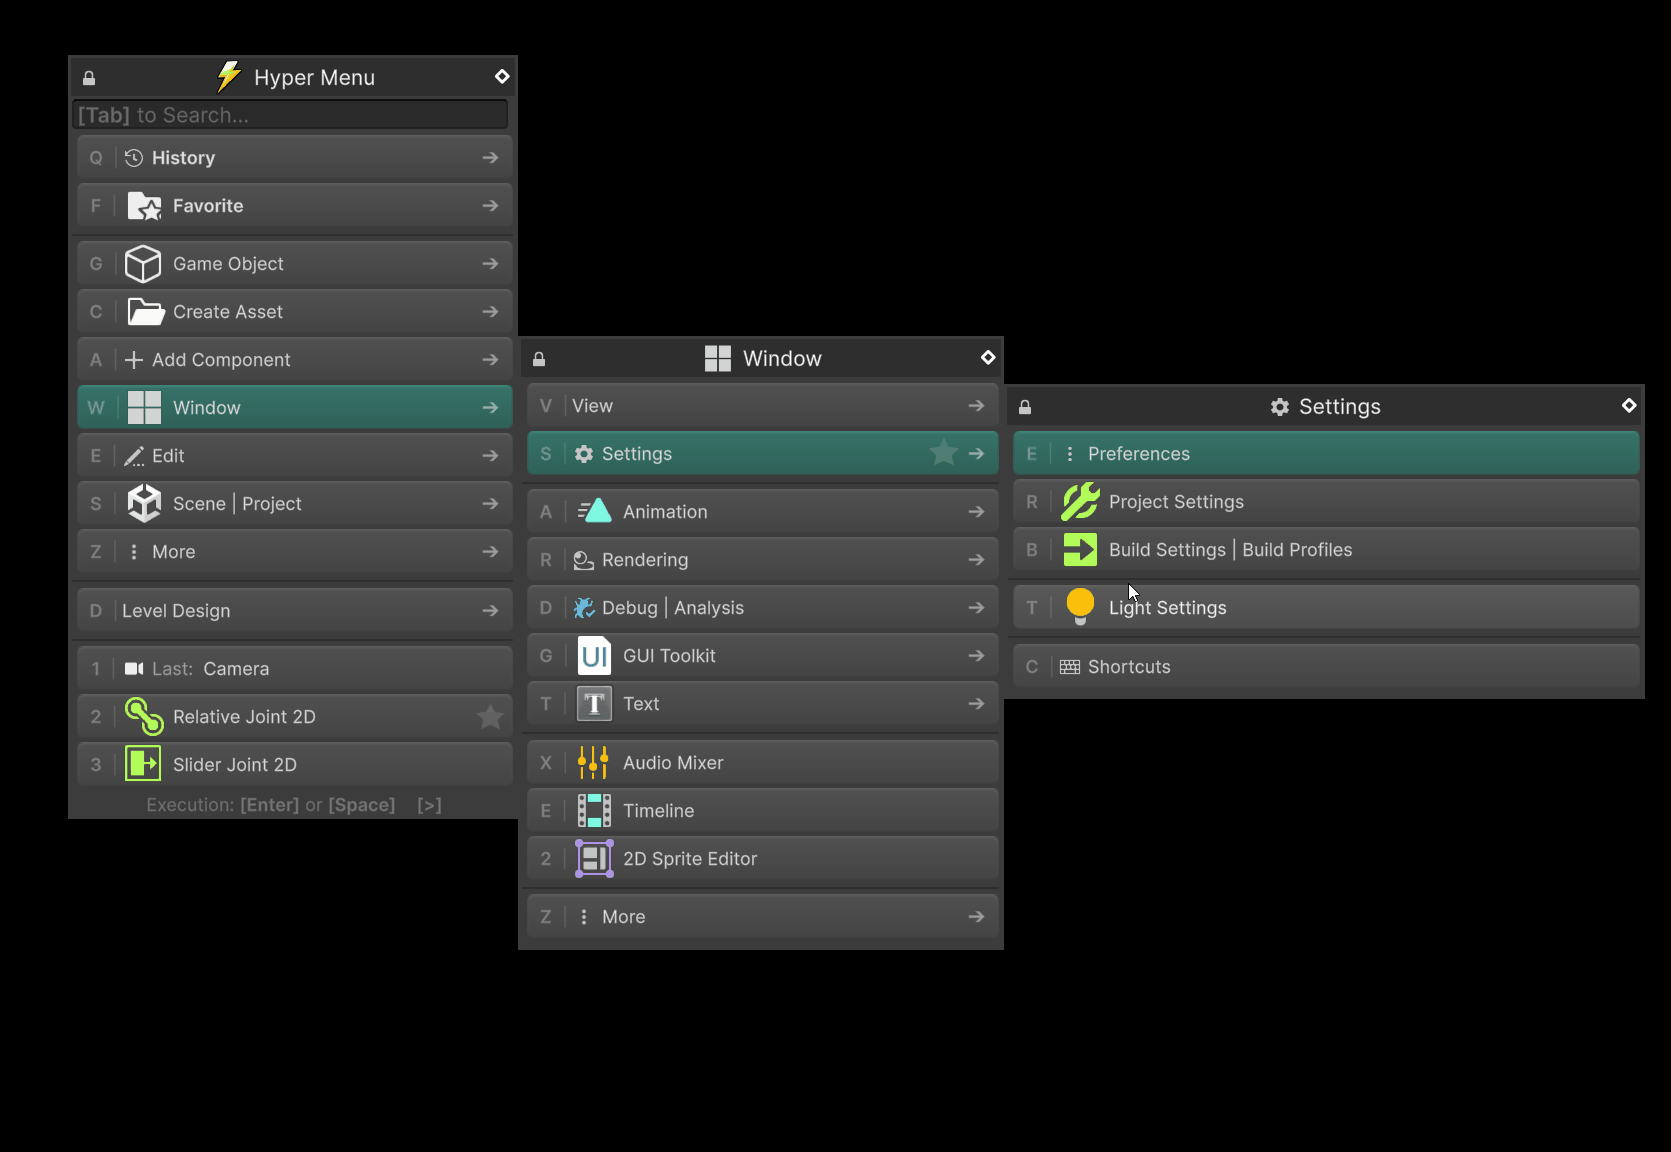 Hyper Menu
[Tab] to Search...
Q History
F Favorite
G Game Object
C Create Asset
A Add Component
W Window
E Edit
S Scene | Project
Z More
D Level Design
1 Last: Camera
2 Relative Joint 2D
3 Slider Joint 2D
Execution: [Enter] or [Space] [>]
Window
V View
S Settings
A Animation
R Rendering
D Debug | Analysis
G UI GUI Toolkit
T T Text
X Audio Mixer
E Timeline
2 2D Sprite Editor
Z More
Settings
E Preferences
R Project Settings
B Build Settings | Build Profiles
T Light Settings
C Shortcuts